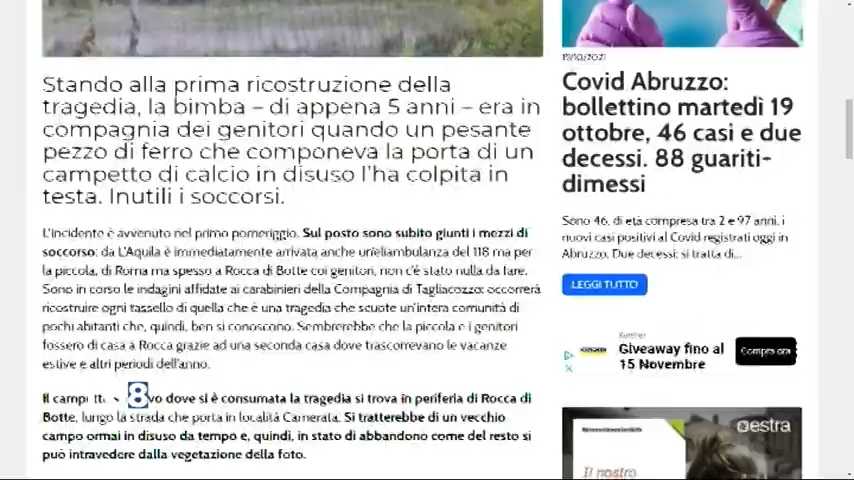 Stando alla prima ricostruzione della
tragedia, la bimba – di appena 5 anni – era in
compagnia dei genitori quando un pesante
pezzo di ferro che componeva la porta di un
campetto di calcio in disuso l'ha colpita in
testa. Inutili i soccorsi.
L'incidente è avvenuto nel primo pomeriggio. Sul posto sono subito giunti i mezzi di
soccorso: da L'Aquila è immediatamente arrivata anche un'eliambulanza del 118 ma per
la piccola, di Roma ma spesso a Rocca di Botte coi genitori, non c'è stato nulla da fare.
Sono in corso le indagini affidate ai carabinieri della Compagnia di Tagliacozzo: occorrerà
ricostruire ogni tassello di quella che è una tragedia che scuote un'intera comunità di
pochi abitanti che, quindi, ben si conoscono. Sembrerebbe che la piccola e i genitori
fossero di casa a Rocca grazie ad una seconda casa dove trascorrevano le vacanze
estive e altri periodi dell'anno.
Il 8 dove si è consumata la tragedia si trova in periferia di Rocca di
Botte, lungo la strada che porta in località Camerata. Si tratterebbe di un vecchio
campo ormai in disuso da tempo e, quindi, in stato di abbandono come del resto si
può intravedere dalla vegetazione della foto.
19/10/2021
Covid Abruzzo:
bollettino martedì 19
ottobre, 46 casi e due
decessi. 88 guariti-
dimessi
Sono 46, di età compresa tra 2 e 97 anni, i
nuovi casi positivi al Covid registrati oggi in
Abruzzo. Due decessi: si tratta di...
LEGGI TUTTO
Giveaway fino al
15 Novembre
Compra ora
estra
Il nostro